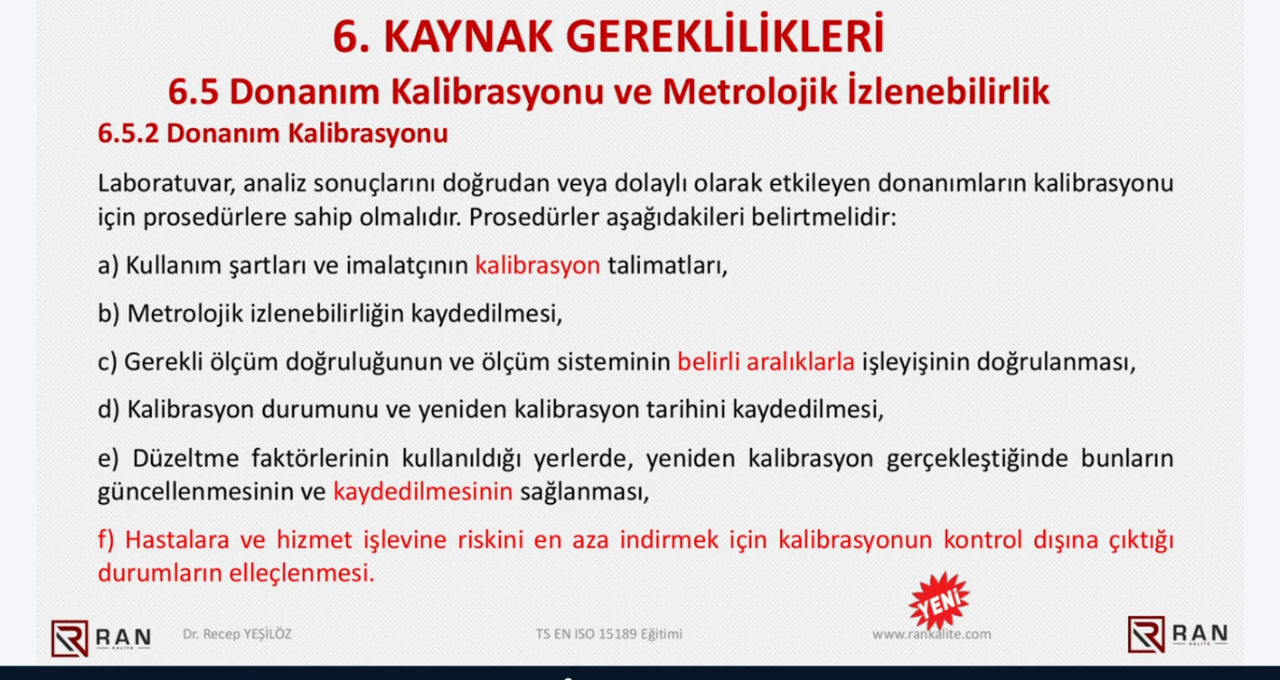 6. KAYNAK GEREKLİLİKLERİ
6.5 Donanım Kalibrasyonu ve Metrolojik İzlenebilirlik
6.5.2 Donanım Kalibrasyonu
Laboratuvar, analiz sonuçlarını doğrudan veya dolaylı olarak etkileyen donanımların kalibrasyonu
için prosedürlere sahip olmalıdır. Prosedürler aşağıdakileri belirtmelidir:
a) Kullanım şartları ve imalatçının kalibrasyon talimatları,
b) Metrolojik izlenebilirliğin kaydedilmesi,
c) Gerekli ölçüm doğruluğunun ve ölçüm sisteminin belirli aralıklarla işleyişinin doğrulanması,
d) Kalibrasyon durumunu ve yeniden kalibrasyon tarihini kaydedilmesi,
e) Düzeltme faktörlerinin kullanıldığı yerlerde, yeniden kalibrasyon gerçekleştiğinde bunların
güncellenmesinin ve kaydedilmesinin sağlanması,
f) Hastalara ve hizmet işlevine riskini en aza indirmek için kalibrasyonun kontrol dışına çıktığı
durumların elleçlenmesi.
YENİ
RAN
KALİTE
Dr. Recep YEŞİLÖZ
TS EN ISO 15189 Eğitimi
www.rankalite.com
RAN
KALİTE